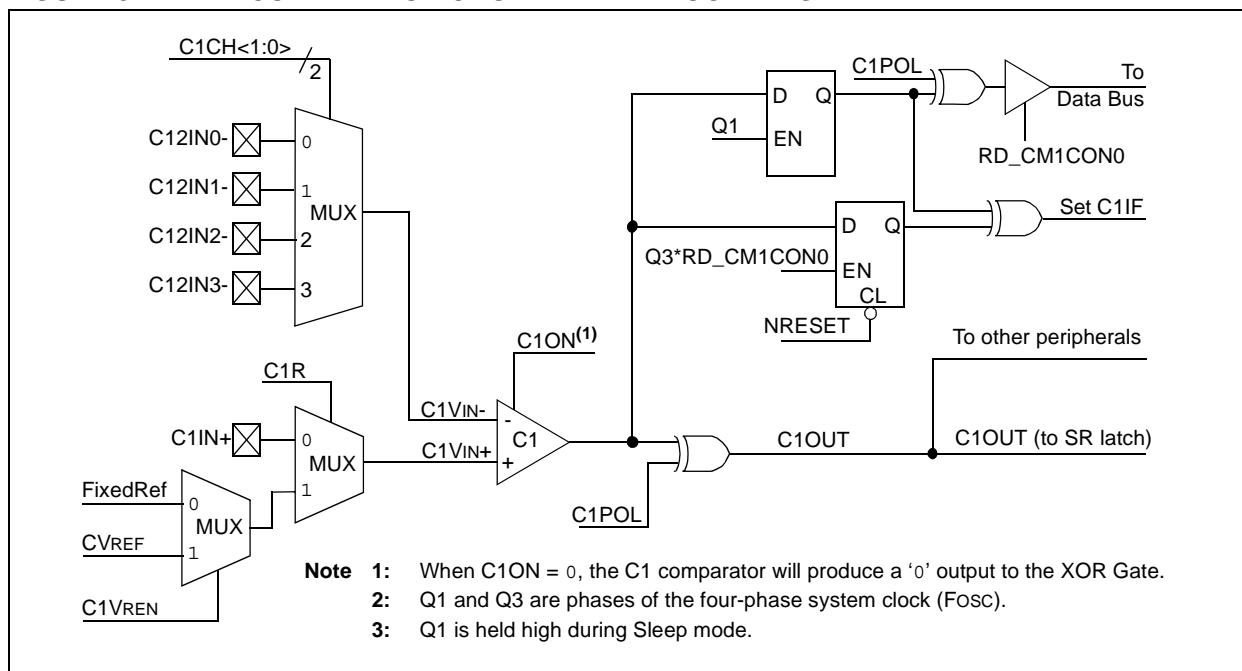 C1CH<1:0>
2
C12IN0-
0
C12IN1-
1
MUX
C12IN2-
2
C12IN3-
3
C1R
C1IN+
0
MUX
1
FixedRef
0
MUX
CVREF
1
C1VREN
C1ON(1)
C1VIN-
-
C1
C1VIN+
+
D Q
Q1
EN
C1POL
To
Data Bus
RD_CM1CON0
D Q
Q3*RD_CM1CON0
EN
CL
NRESET
Set C1IF
To other peripherals
C1OUT
C1OUT (to SR latch)
C1POL
Note 1: When C1ON = 0, the C1 comparator will produce a ‘0’ output to the XOR Gate.
2: Q1 and Q3 are phases of the four-phase system clock (FOSC).
3: Q1 is held high during Sleep mode.